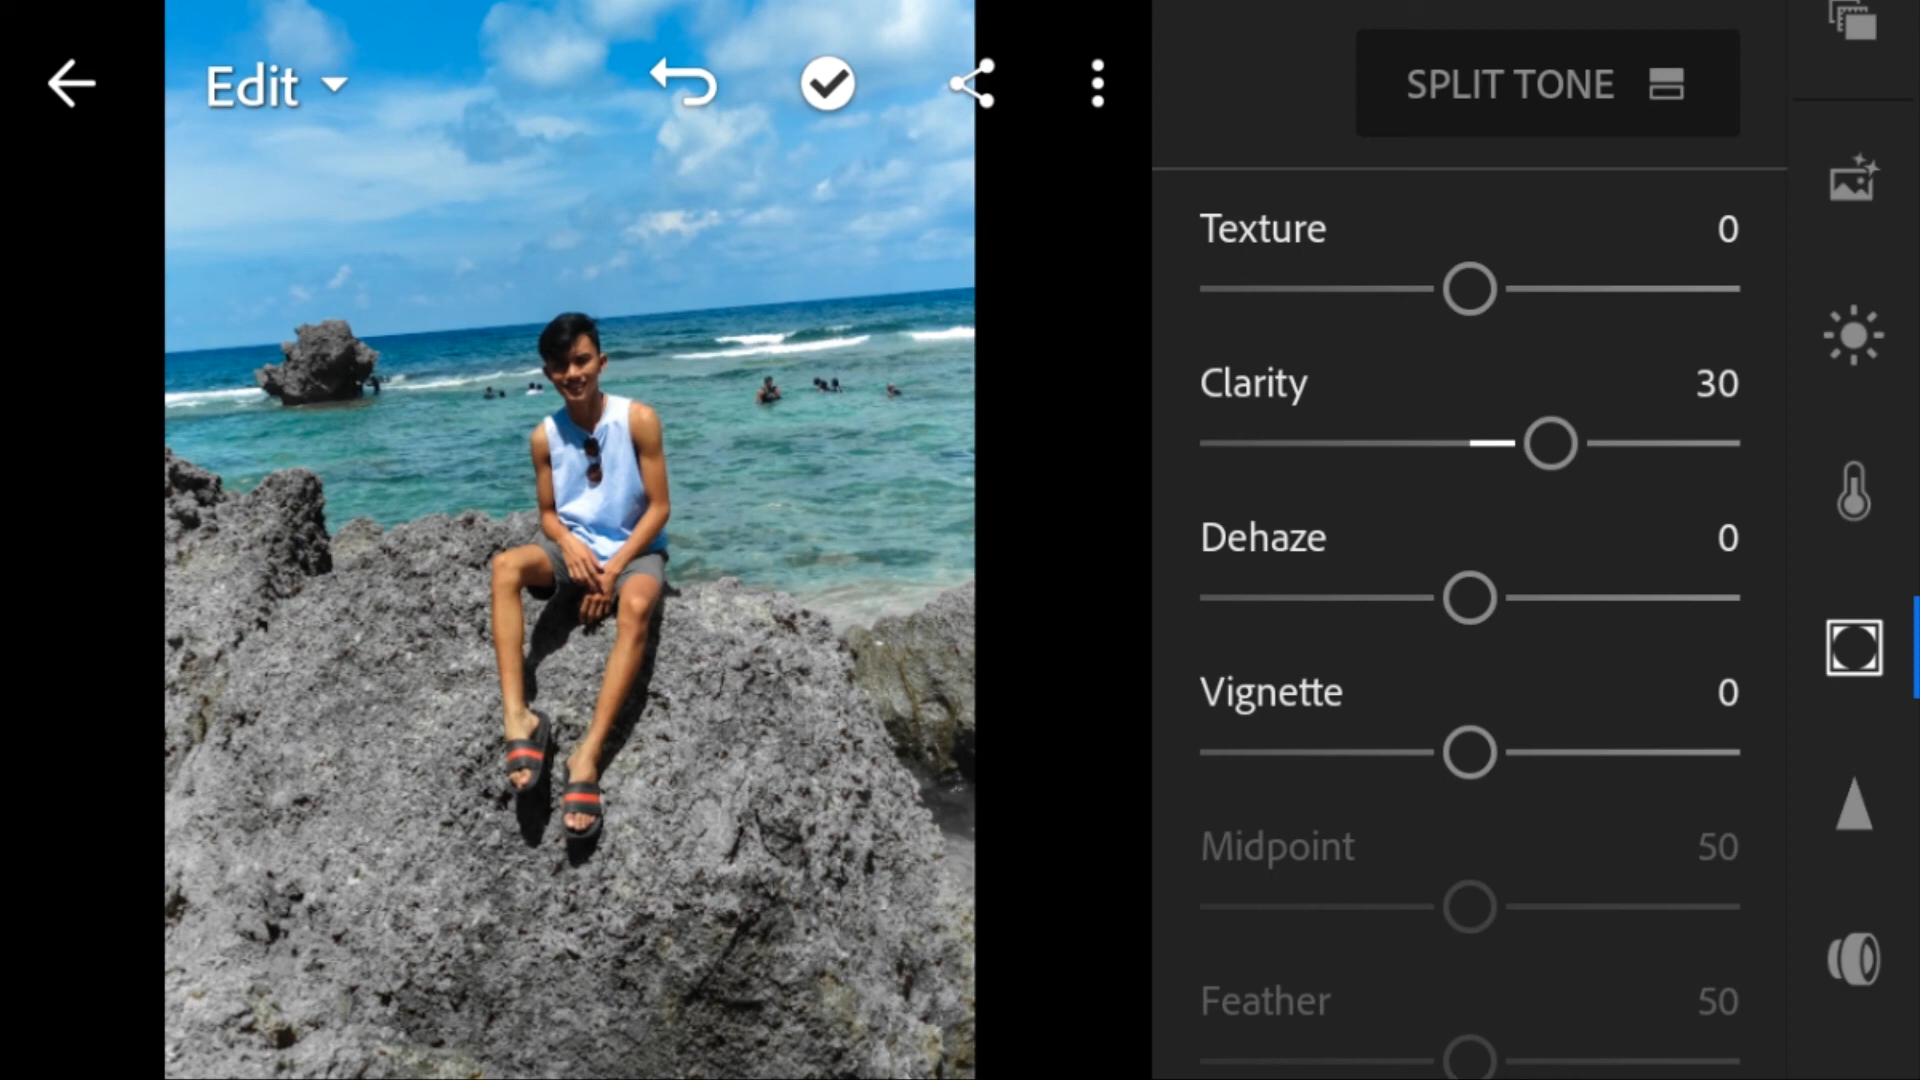 Edit
SPLIT TONE
Texture 0
Clarity 30
Dehaze 0
Vignette 0
Midpoint 50
Feather 50